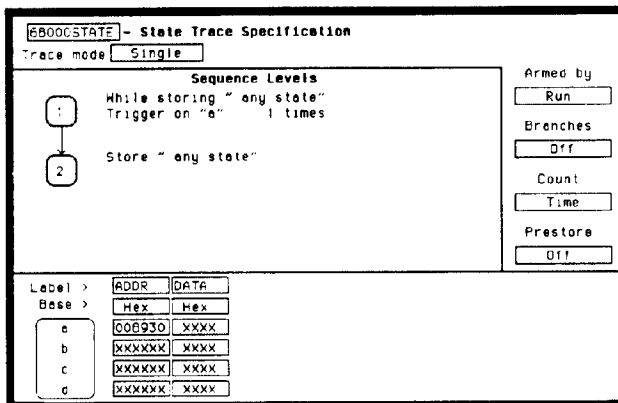 68000STATE - State Trace Specification
Trace mode Single
Sequence Levels
1
While storing " any state"
Trigger on "a" 1 times
2
Store " any state"
Armed by
Run
Branches
Off
Count
Time
Prestore
Off
Label > ADDR DATA
Base > Hex Hex
a 008930 XXXX
b XXXXXX XXXX
c XXXXXX XXXX
d XXXXXX XXXX